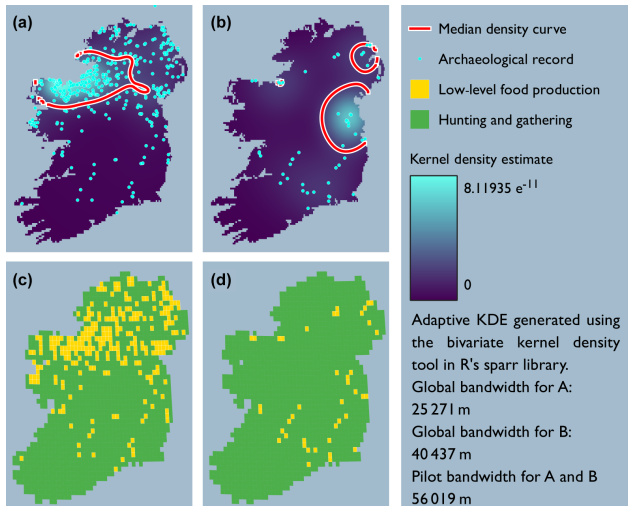 (a)
(b)
Median density curve
Archaeological record
Low-level food production
Hunting and gathering
Kernel density estimate
8.11935 e⁻¹¹
0
(c)
(d)
Adaptive KDE generated using
the bivariate kernel density
tool in R's sparr library.
Global bandwidth for A:
25 271 m
Global bandwidth for B:
40 437 m
Pilot bandwidth for A and B
56 019 m